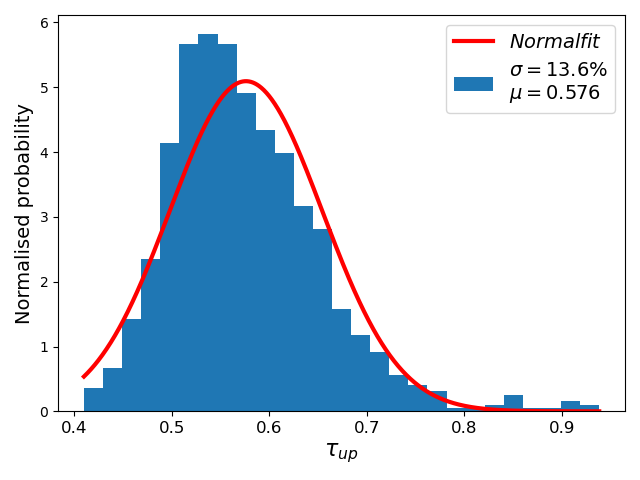 Normalfit
σ = 13.6%
μ = 0.576
Normalised probability
6
5
4
3
2
1
0
0.4 0.5 0.6 0.7 0.8 0.9
τup